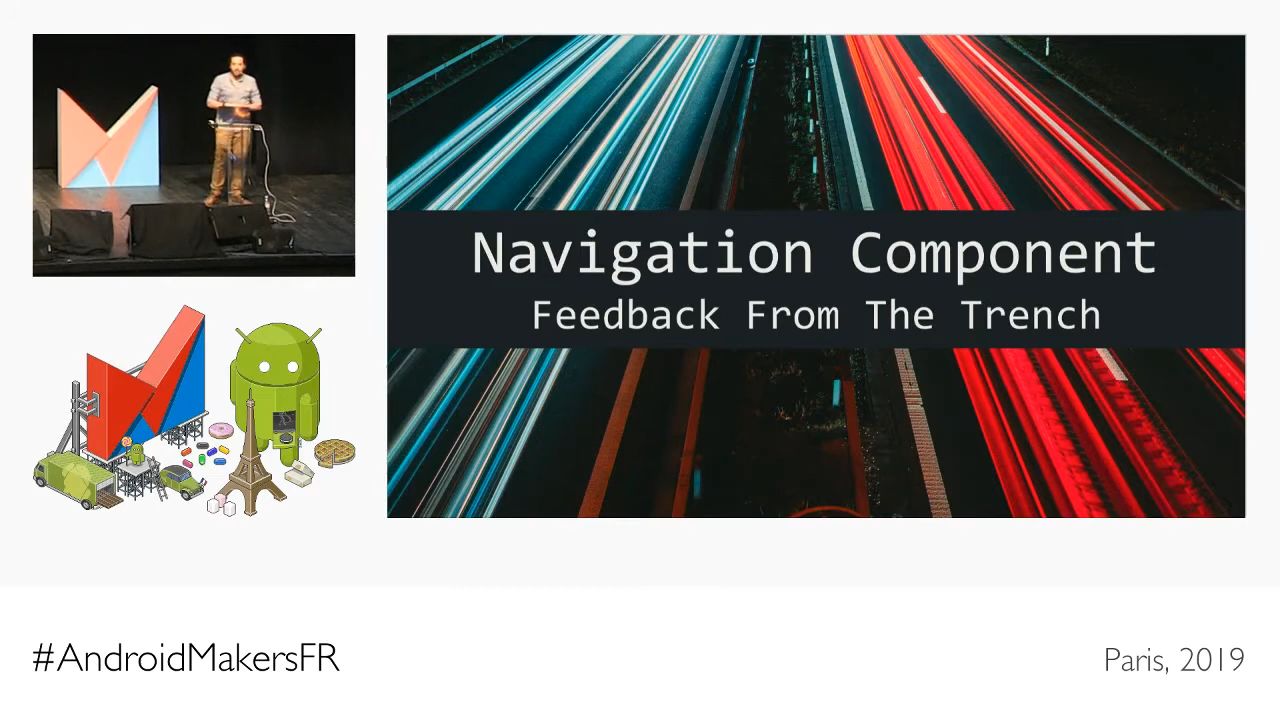 Navigation Component
Feedback From The Trench
#AndroidMakersFR
Paris, 2019